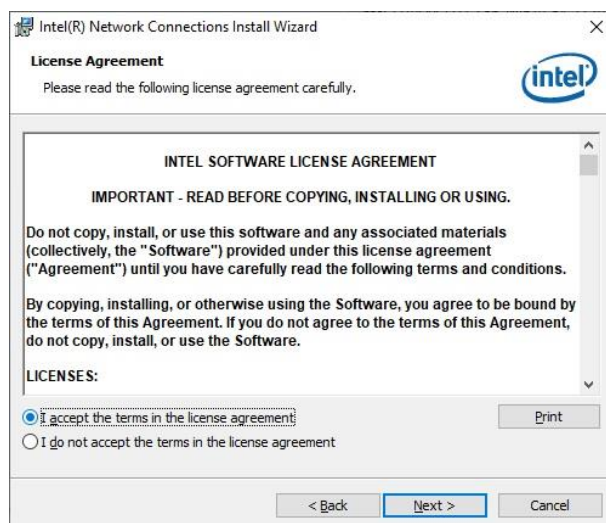 Intel(R) Network Connections Install Wizard
License Agreement
Please read the following license agreement carefully.
intel
INTEL SOFTWARE LICENSE AGREEMENT
IMPORTANT - READ BEFORE COPYING, INSTALLING OR USING.
Do not copy, install, or use this software and any associated materials
(collectively, the "Software") provided under this license agreement
("Agreement") until you have carefully read the following terms and conditions.
By copying, installing, or otherwise using the Software, you agree to be bound by
the terms of this Agreement. If you do not agree to the terms of this Agreement,
do not copy, install, or use the Software.
LICENSES:
I accept the terms in the license agreement
Print
I do not accept the terms in the license agreement
< Back
Next >
Cancel